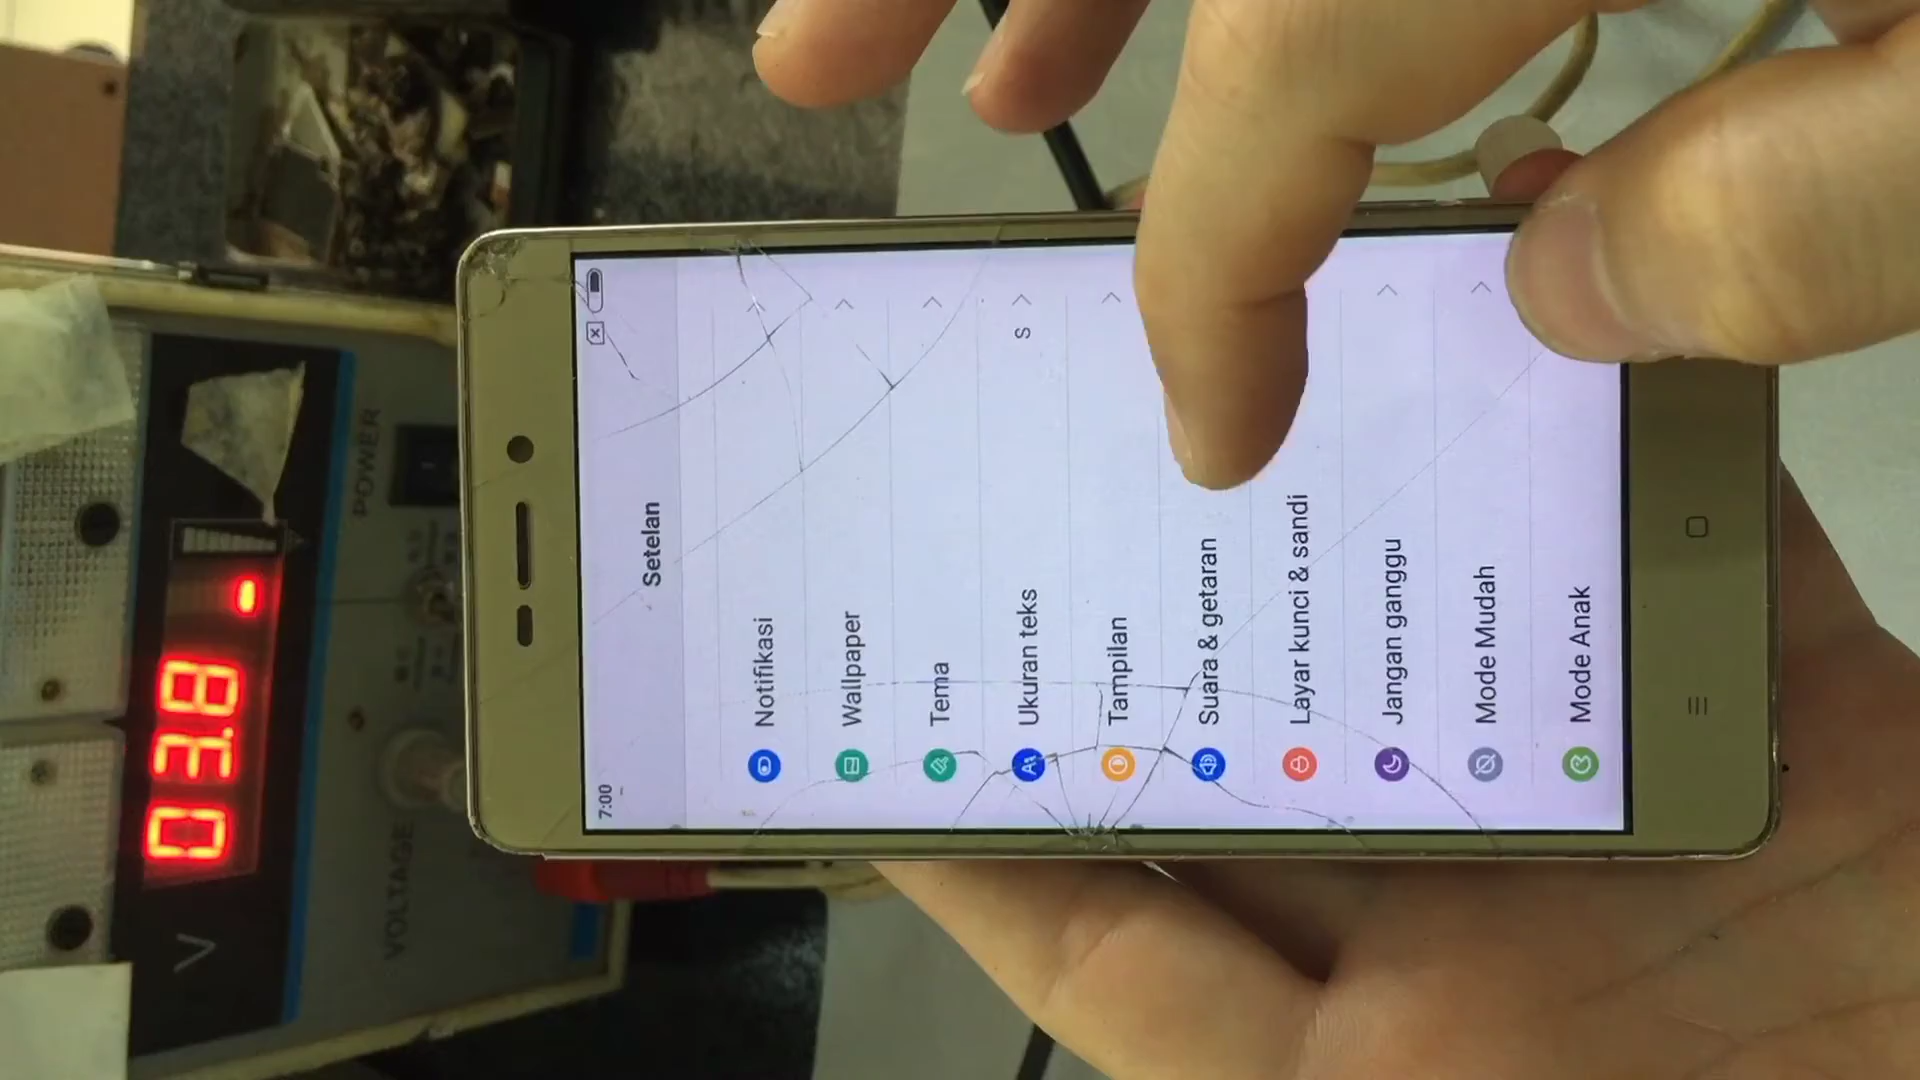 7:00
Setelan
Notifikasi
Wallpaper
Tema
Ukuran teks S
Tampilan
Suara & getaran
Layar kunci & sandi
Jangan ganggu
Mode Mudah
Mode Anak
V 03.8
VOLTAGE
POWER